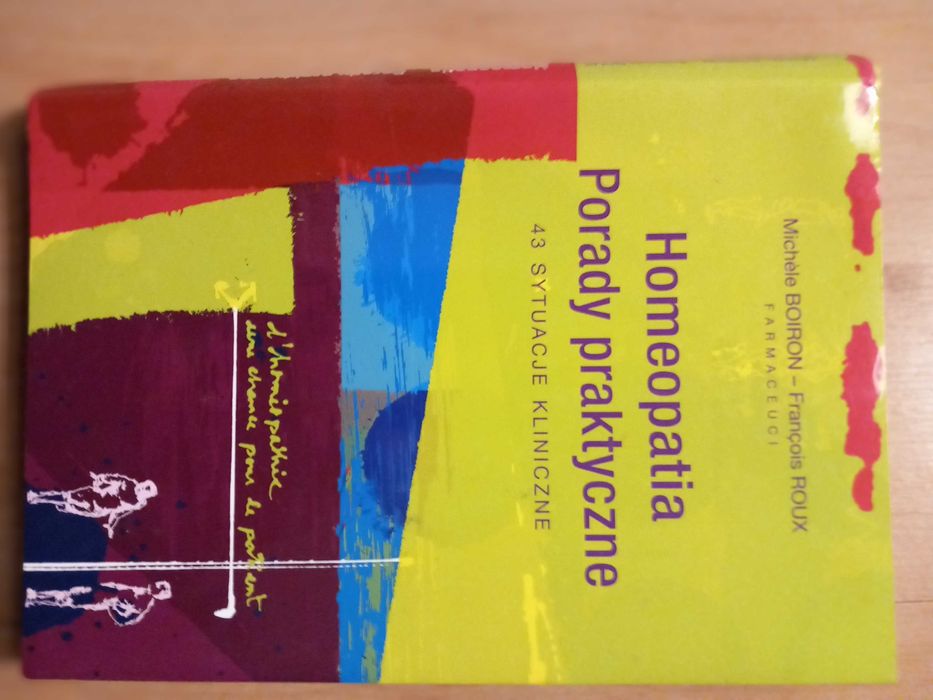 Michèle BOIRON – François ROUX
FARMACEUCI
Homeopatia
Porady praktyczne
43 SYTUACJE KLINICZNE
l'homéopathie
une chance pour le patient